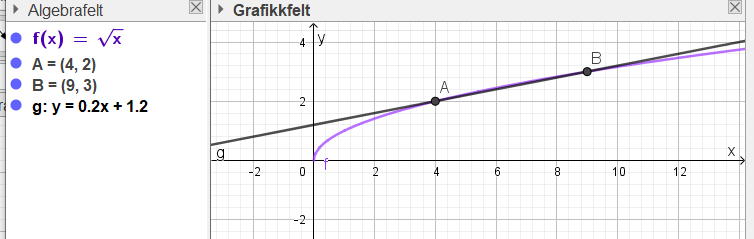 Algebrafelt
f(x) = √x
A = (4, 2)
B = (9, 3)
g: y = 0.2x + 1.2
Grafikkfelt
y
4
B
A
2
x
g
f
-2 0 2 4 6 8 10 12
-2